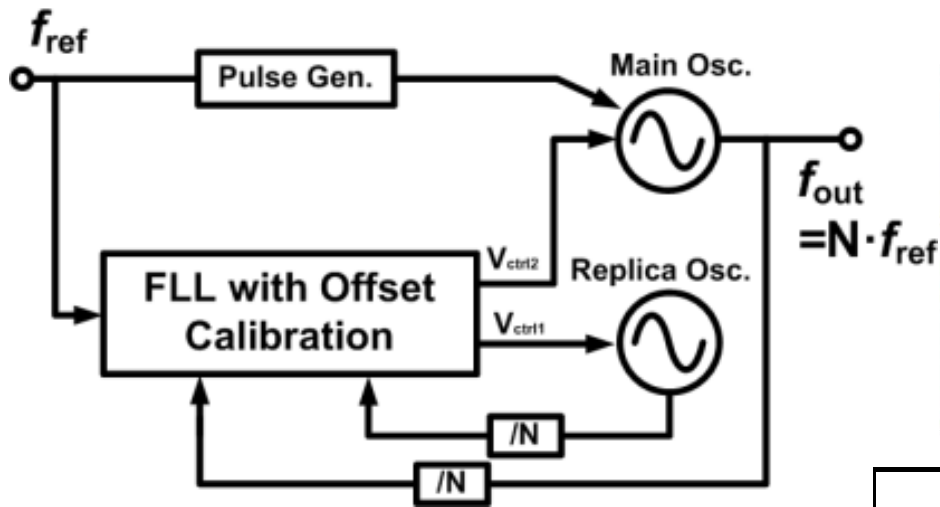 f_ref
Pulse Gen.
Main Osc.
f_out
=N·f_ref
V_ctrl2
Replica Osc.
FLL with Offset
Calibration
V_ctrl1
/N
/N